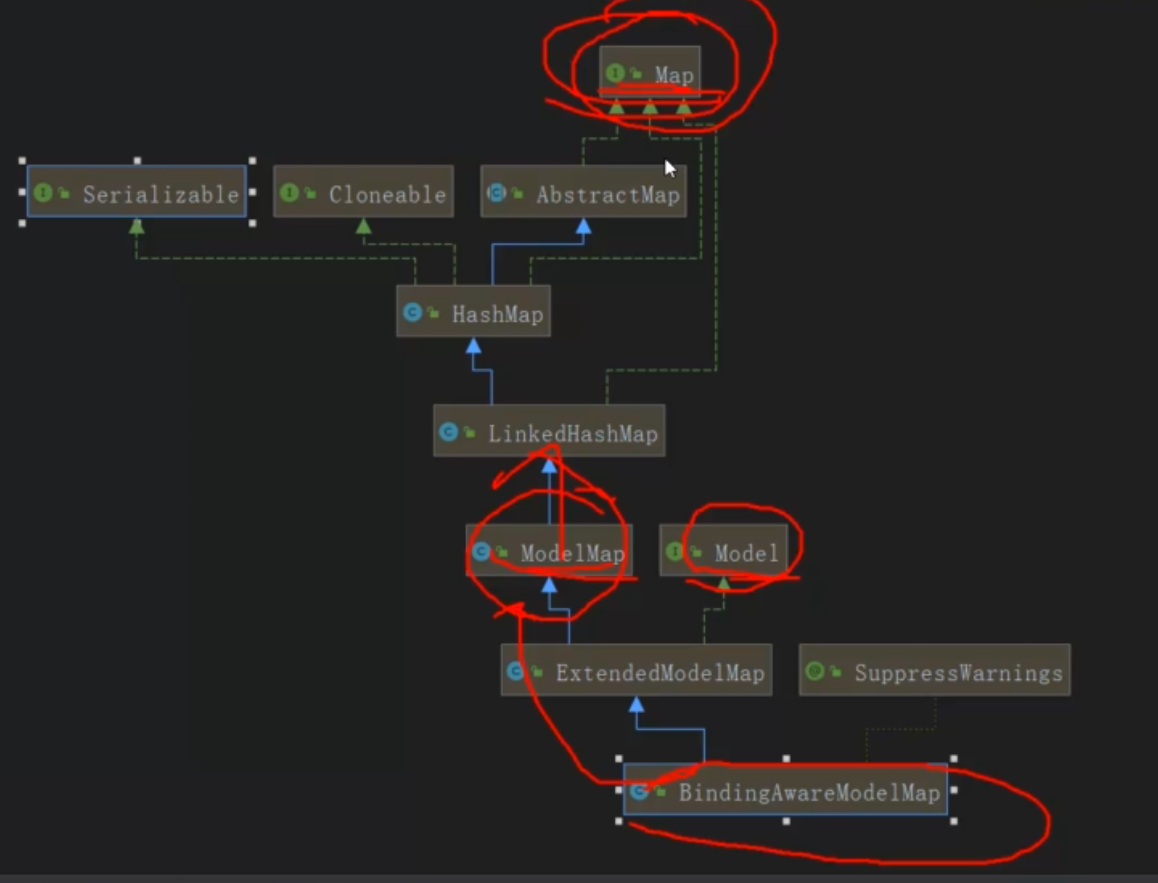 Map
Serializable
Cloneable
AbstractMap
HashMap
LinkedHashMap
ModelMap
Model
ExtendedModelMap
SuppressWarnings
BindingAwareModelMap